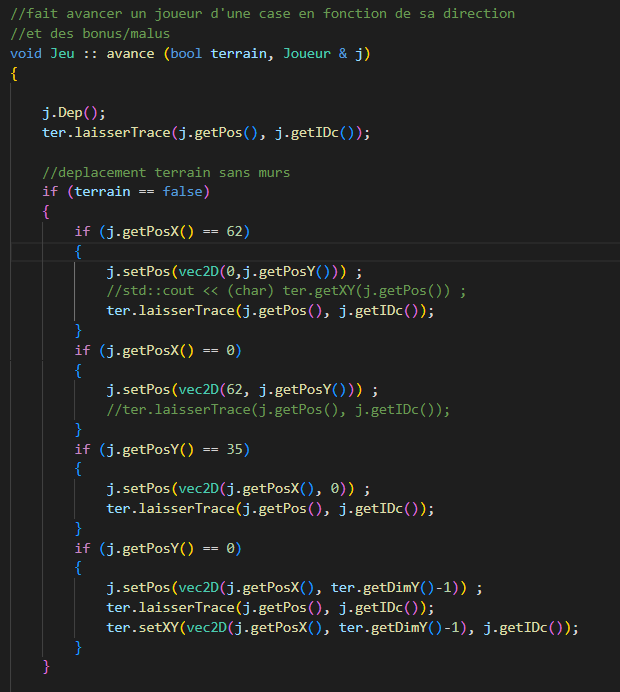 //fait avancer un joueur d'une case en fonction de sa direction
//et des bonus/malus
void Jeu :: avance (bool terrain, Joueur & j)
{
j.Dep();
ter.laisserTrace(j.getPos(), j.getIDc());
//deplacement terrain sans murs
if (terrain == false)
{
if (j.getPosX() == 62)
{
j.setPos(vec2D(0,j.getPosY())) ;
//std::cout << (char) ter.getXY(j.getPos()) ;
ter.laisserTrace(j.getPos(), j.getIDc());
}
if (j.getPosX() == 0)
{
j.setPos(vec2D(62, j.getPosY())) ;
//ter.laisserTrace(j.getPos(), j.getIDc());
}
if (j.getPosY() == 35)
{
j.setPos(vec2D(j.getPosX(), 0)) ;
ter.laisserTrace(j.getPos(), j.getIDc());
}
if (j.getPosY() == 0)
{
j.setPos(vec2D(j.getPosX(), ter.getDimY()-1)) ;
ter.laisserTrace(j.getPos(), j.getIDc());
ter.setXY(vec2D(j.getPosX(), ter.getDimY()-1), j.getIDc());
}
}